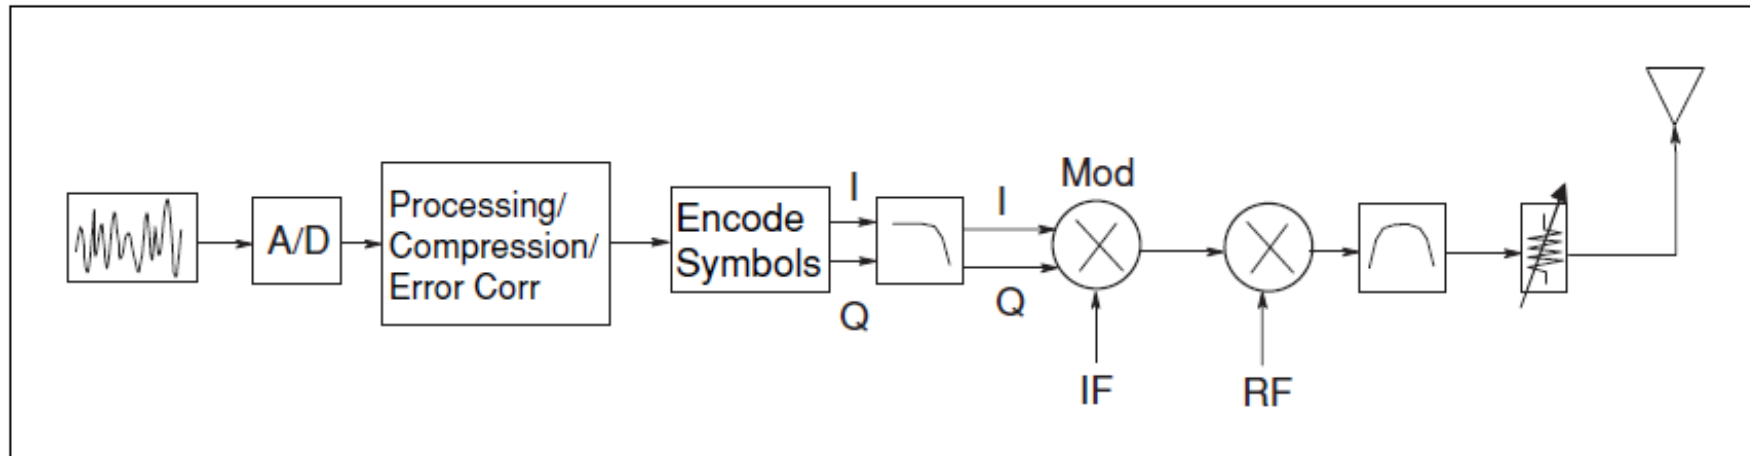 A/D
Processing/
Compression/
Error Corr
Encode
Symbols
I
Q
I
Q
Mod
IF
RF